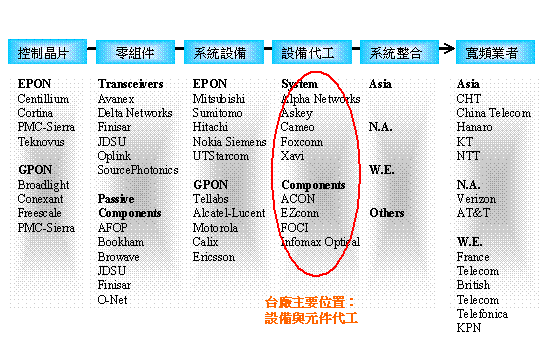 控制晶片
零組件
系統設備
設備代工
系統整合
寬頻業者
EPON
Centillium
Cortina
PMC-Sierra
Teknovus
GPON
Broadlight
Conexant
Freescale
PMC-Sierra
Transceivers
Avanex
Delta Networks
Finisar
JDSU
Oplink
SourcePhotonics
Passive
Components
AFOP
Bookham
Browave
JDSU
Finisar
O-Net
EPON
Mitsubishi
Sumitomo
Hitachi
Nokia Siemens
UTStarcom
GPON
Tellabs
Alcatel-Lucent
Motorola
Calix
Ericsson
System
Alpha Networks
Askey
Cameo
Foxconn
Xavi
Components
ACON
EZconn
FOCI
Infomax Optical
Asia
N.A.
W.E.
Others
Asia
CHT
China Telecom
Hanaro
KT
NTT
N.A.
Verizon
AT&T
W.E.
France
Telecom
British
Telecom
Telefonica
KPN
台廠主要位置：
設備與元件代工